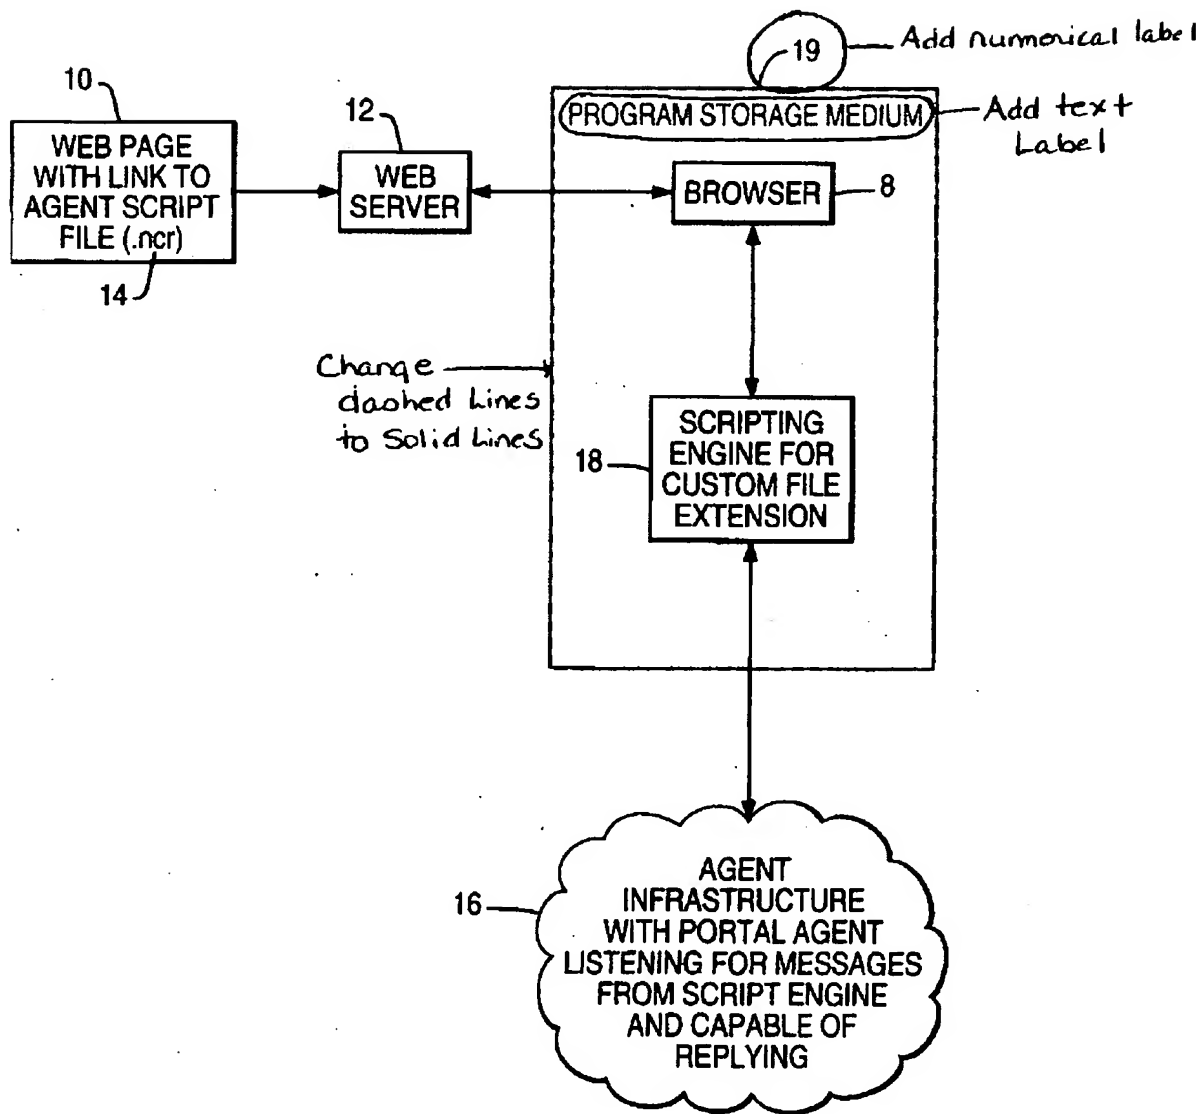 Add numerical label
19
10
12
PROGRAM STORAGE MEDIUM
Add text
Label
WEB PAGE
WITH LINK TO
AGENT SCRIPT
FILE (.ncr)
14
WEB
SERVER
BROWSER
8
Change
dashed Lines
to Solid Lines
18
SCRIPTING
ENGINE FOR
CUSTOM FILE
EXTENSION
16
AGENT
INFRASTRUCTURE
WITH PORTAL AGENT
LISTENING FOR MESSAGES
FROM SCRIPT ENGINE
AND CAPABLE OF
REPLYING